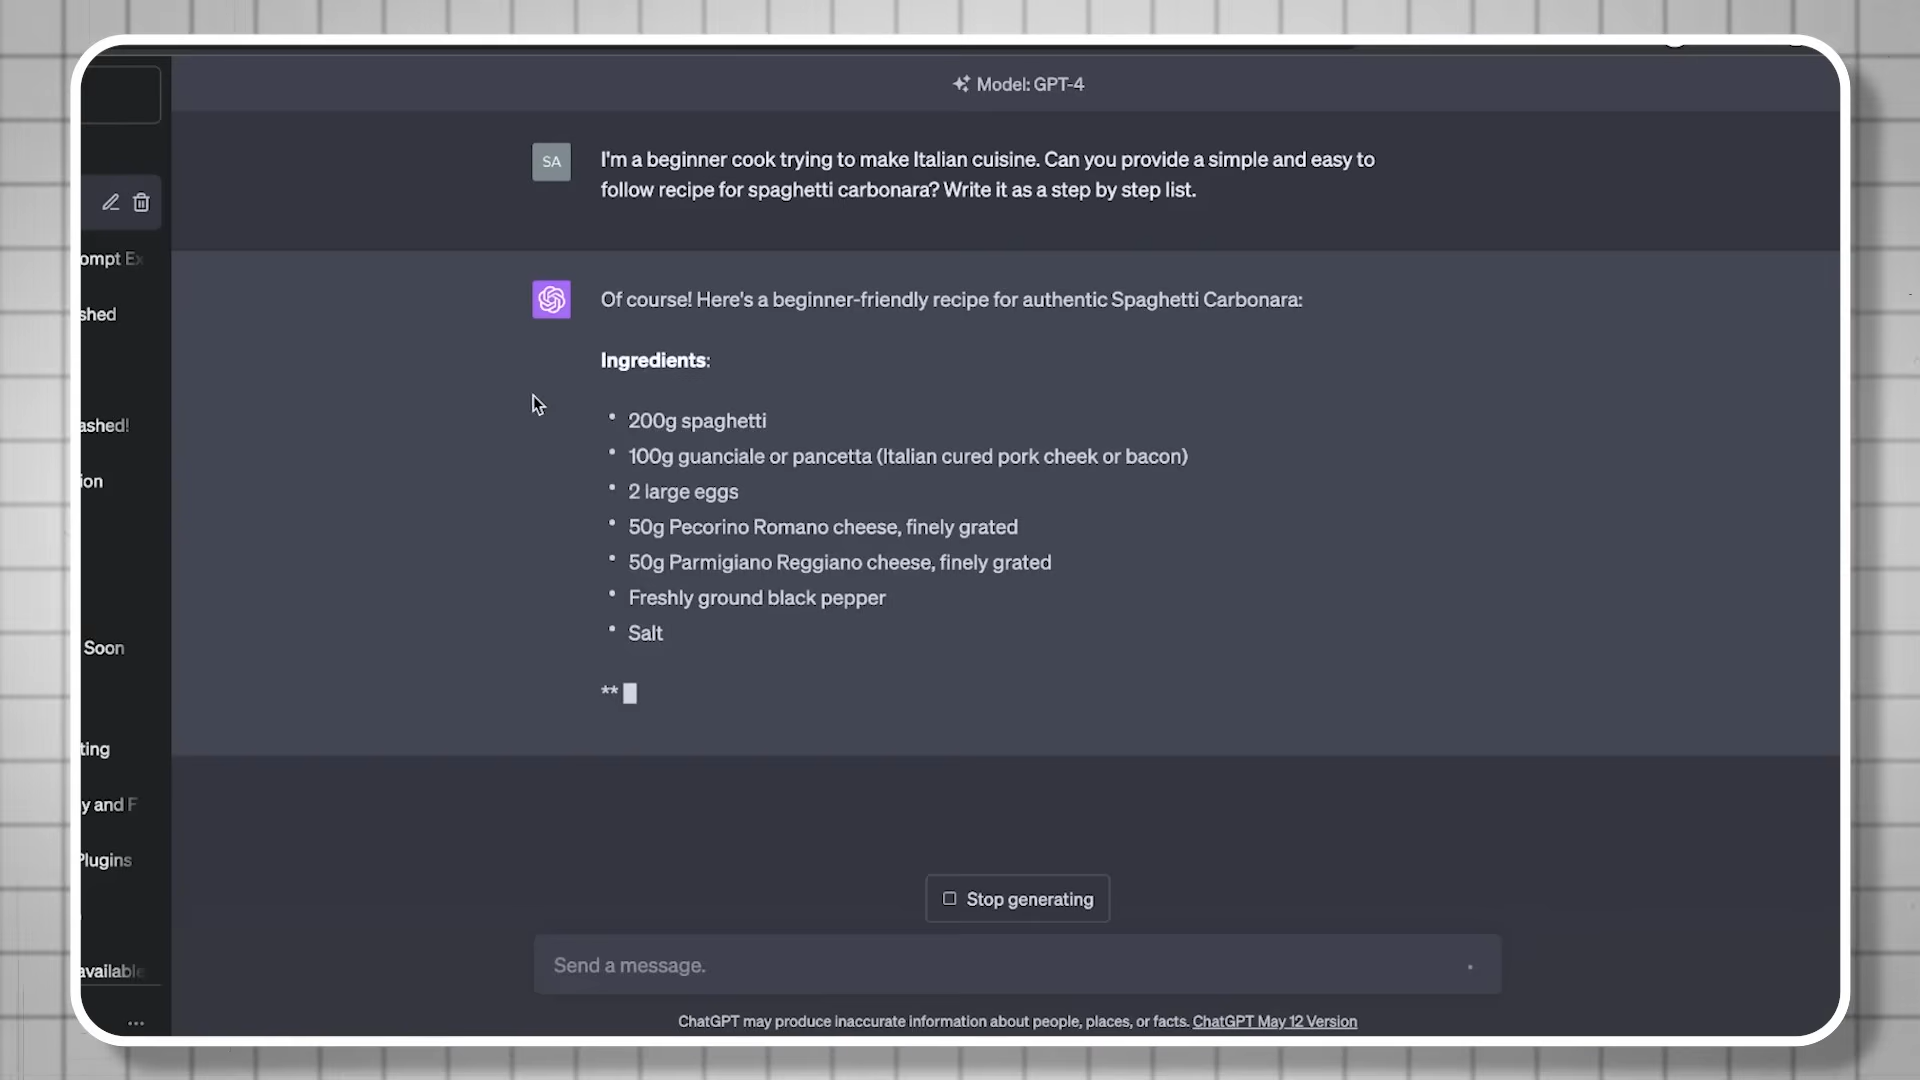 Model: GPT-4
SA
I'm a beginner cook trying to make Italian cuisine. Can you provide a simple and easy to
follow recipe for spaghetti carbonara? Write it as a step by step list.
Of course! Here's a beginner-friendly recipe for authentic Spaghetti Carbonara:
Ingredients:
• 200g spaghetti
• 100g guanciale or pancetta (Italian cured pork cheek or bacon)
• 2 large eggs
• 50g Pecorino Romano cheese, finely grated
• 50g Parmigiano Reggiano cheese, finely grated
• Freshly ground black pepper
• Salt
**
Stop generating
Send a message.
ChatGPT may produce inaccurate information about people, places, or facts. ChatGPT May 12 Version
ompt Ex
shed
ashed!
ion
Soon
ting
y and F
Plugins
available
...